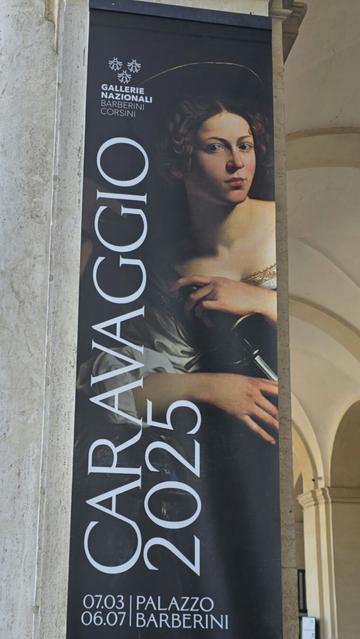 GALLERIE
NAZIONALI
BARBERINI
CORSINI
CARAVAGGIO
2025
07.03 | PALAZZO
06.07 | BARBERINI